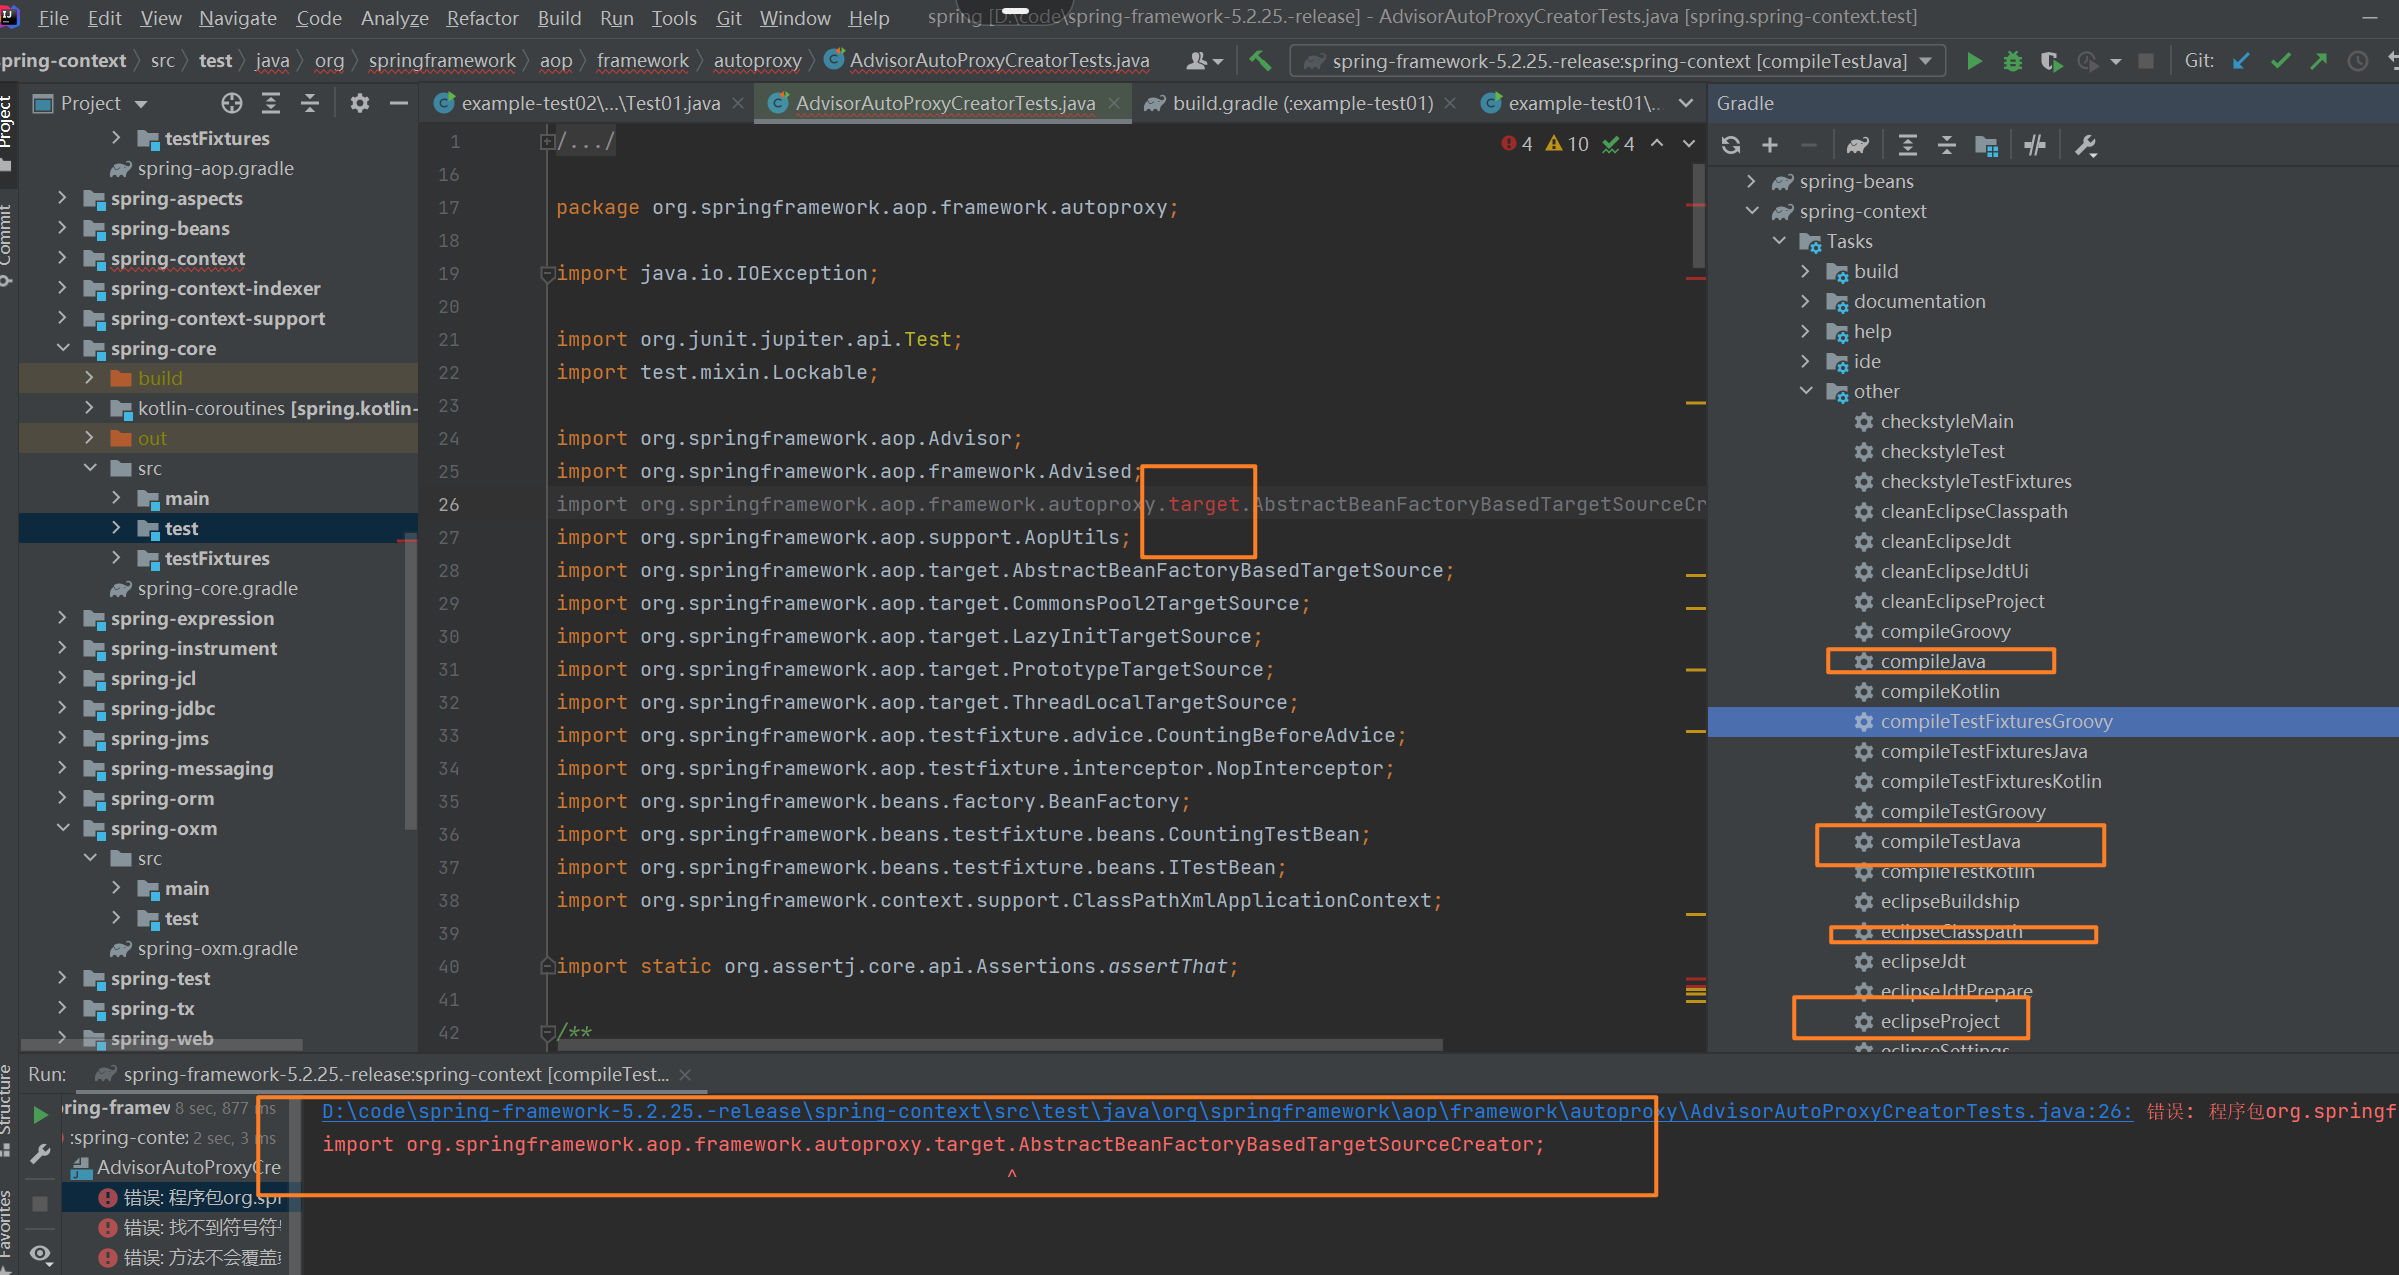 File Edit View Navigate Code Analyze Refactor Build Run Tools Git Window Help spring [D:\code\spring-framework-5.2.25.-release] - AdvisorAutoProxyCreatorTests.java [spring.spring-context.test]
pring-context src test java org springframework aop framework autoproxy AdvisorAutoProxyCreatorTests.java spring-framework-5.2.25.-release:spring-context [compileTestJava] Git:
Project
Commit
Structure
Favorites
Project
testFixtures
spring-aop.gradle
spring-aspects
spring-beans
spring-context
spring-context-indexer
spring-context-support
spring-core
build
kotlin-coroutines [spring.kotlin-
out
src
main
test
testFixtures
spring-core.gradle
spring-expression
spring-instrument
spring-jcl
spring-jdbc
spring-jms
spring-messaging
spring-orm
spring-oxm
src
main
test
spring-oxm.gradle
spring-test
spring-tx
spring-web
example-test02\...\Test01.java AdvisorAutoProxyCreatorTests.java build.gradle (:example-test01) example-test01\..
4 10 4
1 /.../
16
17 package org.springframework.aop.framework.autoproxy;
18
19 import java.io.IOException;
20
21 import org.junit.jupiter.api.Test;
22 import test.mixin.Lockable;
23
24 import org.springframework.aop.Advisor;
25 import org.springframework.aop.framework.Advised;
26 import org.springframework.aop.framework.autoproxy.target.AbstractBeanFactoryBasedTargetSourceCr
27 import org.springframework.aop.support.AopUtils;
28 import org.springframework.aop.target.AbstractBeanFactoryBasedTargetSource;
29 import org.springframework.aop.target.CommonsPool2TargetSource;
30 import org.springframework.aop.target.LazyInitTargetSource;
31 import org.springframework.aop.target.PrototypeTargetSource;
32 import org.springframework.aop.target.ThreadLocalTargetSource;
33 import org.springframework.aop.testfixture.advice.CountingBeforeAdvice;
34 import org.springframework.aop.testfixture.interceptor.NopInterceptor;
35 import org.springframework.beans.factory.BeanFactory;
36 import org.springframework.beans.testfixture.beans.CountingTestBean;
37 import org.springframework.beans.testfixture.beans.ITestBean;
38 import org.springframework.context.support.ClassPathXmlApplicationContext;
39
40 import static org.assertj.core.api.Assertions.assertThat;
41
42 /**
Gradle
spring-beans
spring-context
Tasks
build
documentation
help
ide
other
checkstyleMain
checkstyleTest
checkstyleTestFixtures
cleanEclipseClasspath
cleanEclipseJdt
cleanEclipseJdtUi
cleanEclipseProject
compileGroovy
compileJava
compileKotlin
compileTestFixturesGroovy
compileTestFixturesJava
compileTestFixturesKotlin
compileTestGroovy
compileTestJava
compileTestKotlin
eclipseBuildship
eclipseClasspath
eclipseJdt
eclipseJdtPrepare
eclipseProject
eclipseSettings
Run: spring-framework-5.2.25.-release:spring-context [compileTest...
ring-framew 8 sec, 877 ms
:spring-conte: 2 sec, 3 ms
AdvisorAutoProxyCre
错误: 程序包org.spr
错误: 找不到符号符
错误: 方法不会覆盖
D:\code\spring-framework-5.2.25.-release\spring-context\src\test\java\org\springframework\aop\framework\autoproxy\AdvisorAutoProxyCreatorTests.java:26: 错误: 程序包org.springf
import org.springframework.aop.framework.autoproxy.target.AbstractBeanFactoryBasedTargetSourceCreator;
^